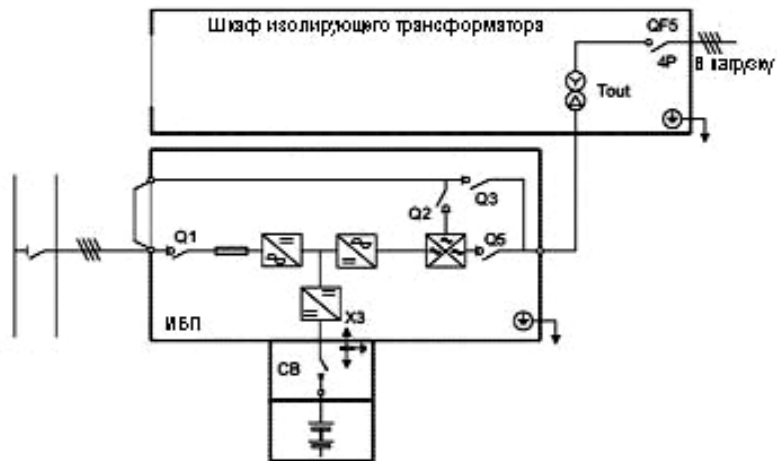 Шкаф изолирующего трансформатора
QF5
4P
В нагрузку
Tout
Q3
Q2
Q1
Q5
X3
ИБП
CB